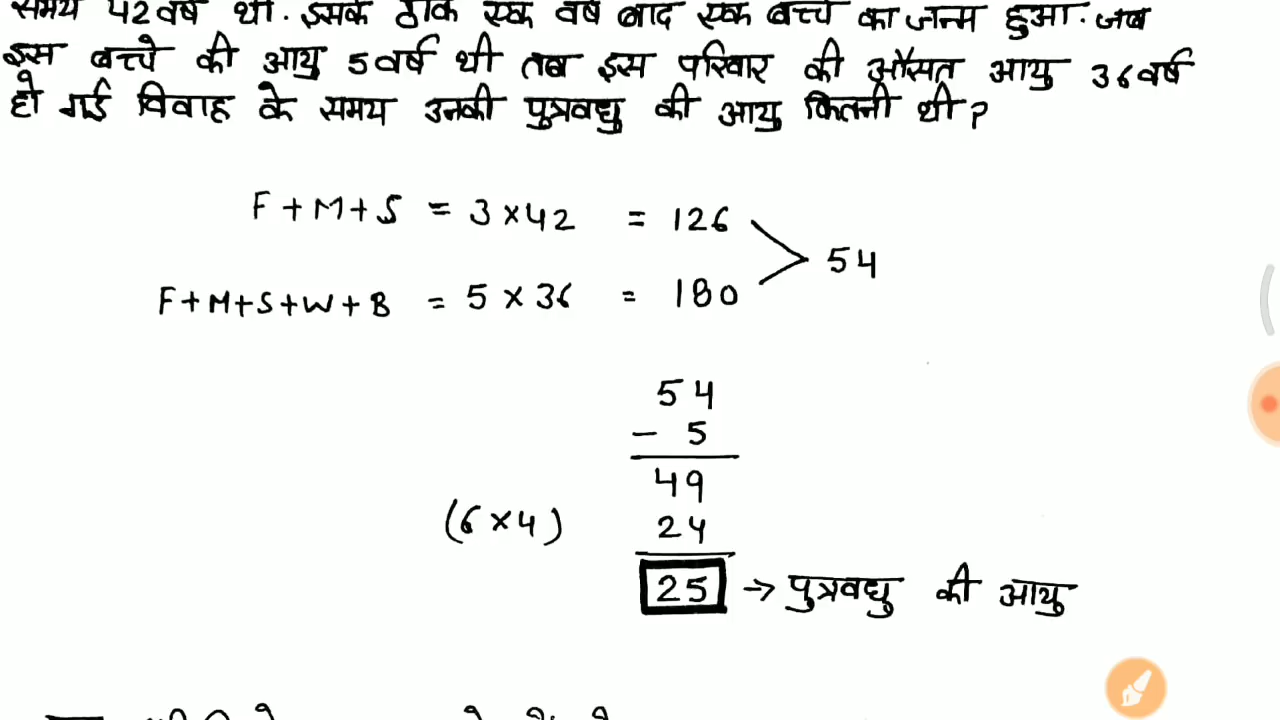 समय 42 वर्ष थी. इसके ठीक एक वर्ष बाद एक बच्चे का जन्म हुआ. जब
इस बच्चे की आयु 5 वर्ष थी तब इस परिवार की औसत आयु 36 वर्ष
हो गई विवाह के समय उनकी पुत्रवधु की आयु कितनी थी?
F + M + S = 3 × 42 = 126
54
F + M + S + W + B = 5 × 36 = 180
54
- 5
49
(6 × 4) 24
25 → पुत्रवधु की आयु